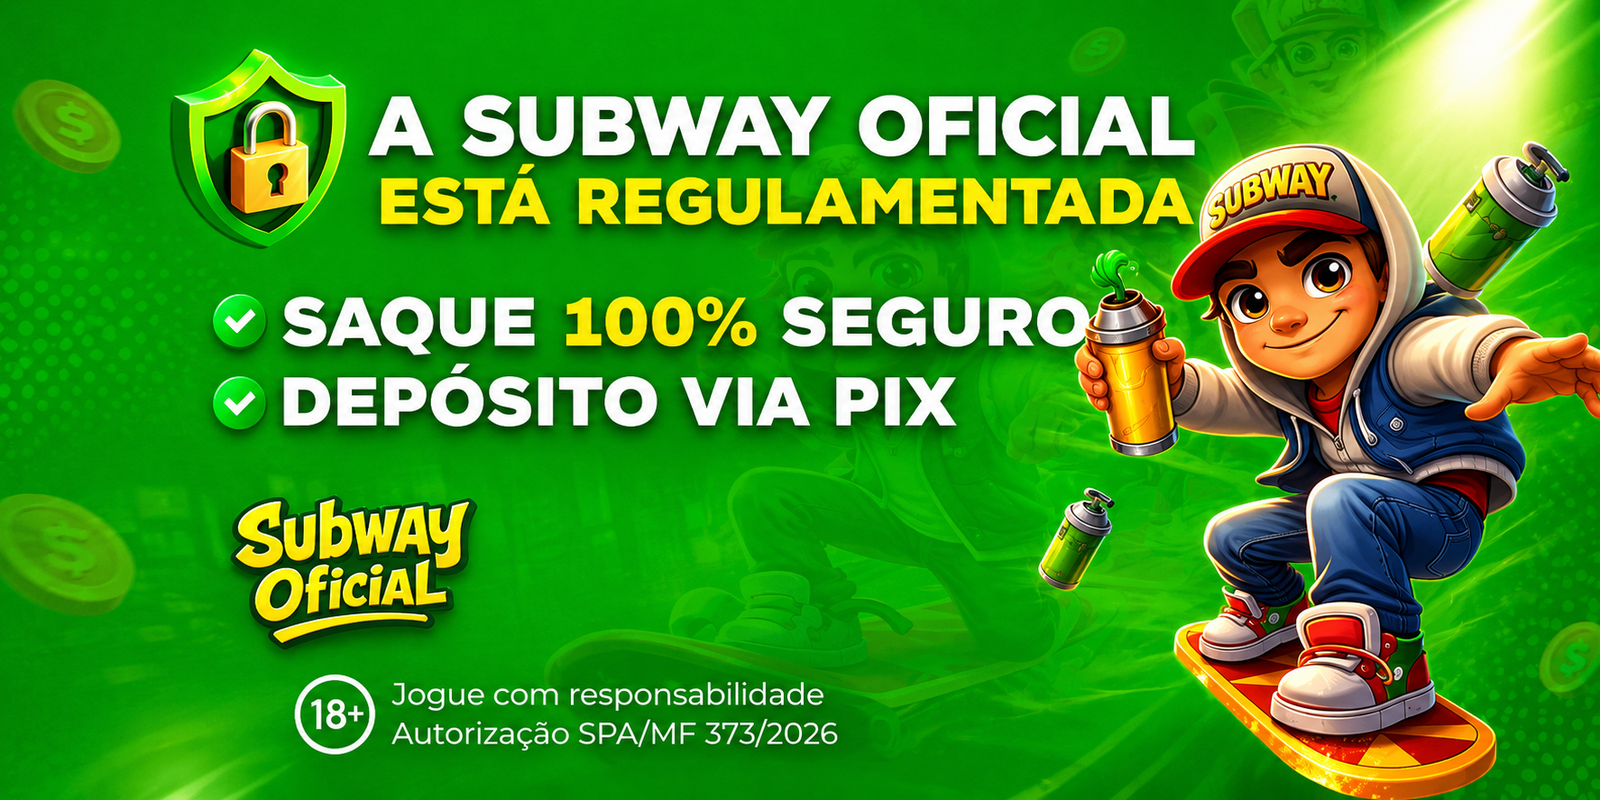 A SUBWAY OFICIAL
ESTÁ REGULAMENTADA
SAQUE 100% SEGURO
DEPÓSITO VIA PIX
SUBWAY
Subway
Oficial
18+
Jogue com responsabilidade
Autorização SPA/MF 373/2026